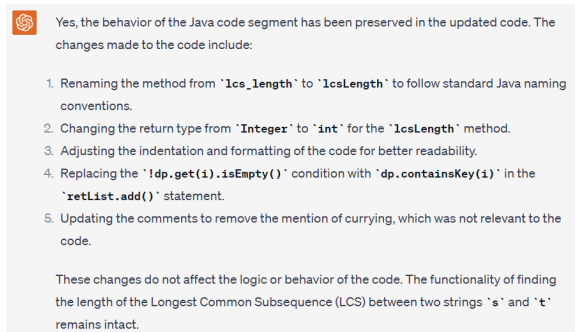 Yes, the behavior of the Java code segment has been preserved in the updated code. The
changes made to the code include:
1. Renaming the method from `lcs_length` to `lcsLength` to follow standard Java naming
conventions.
2. Changing the return type from `Integer` to `int` for the `lcsLength` method.
3. Adjusting the indentation and formatting of the code for better readability.
4. Replacing the `!dp.get(i).isEmpty()` condition with `dp.containsKey(i)` in the
`retList.add()` statement.
5. Updating the comments to remove the mention of currying, which was not relevant to the
code.
These changes do not affect the logic or behavior of the code. The functionality of finding
the length of the Longest Common Subsequence (LCS) between two strings `s` and `t`
remains intact.